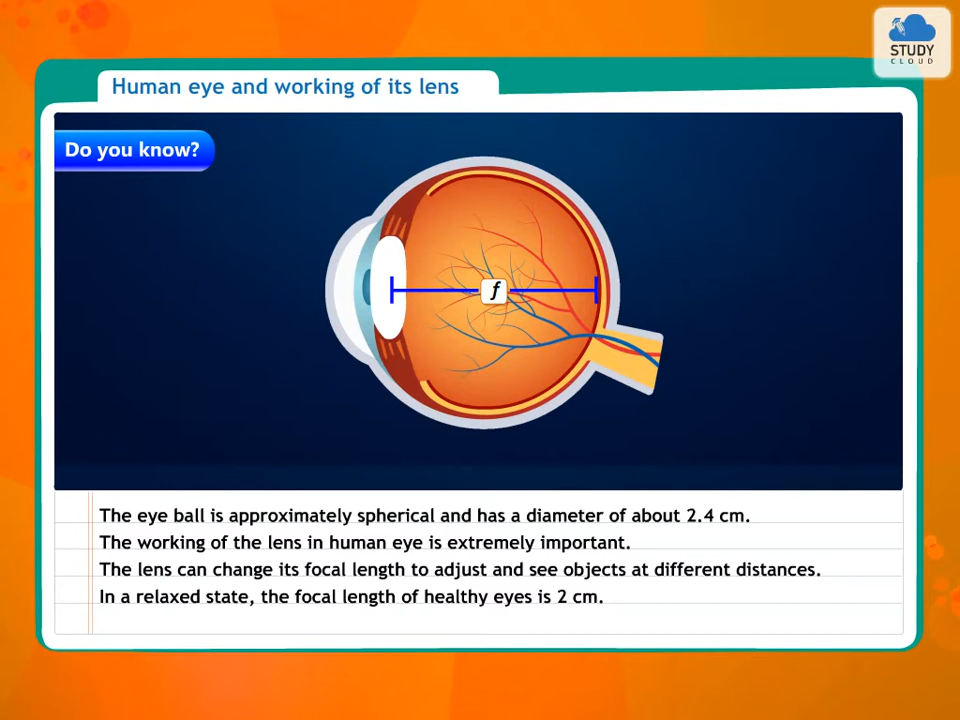 STUDY
CLOUD
Human eye and working of its lens
Do you know?
f
The eye ball is approximately spherical and has a diameter of about 2.4 cm.
The working of the lens in human eye is extremely important.
The lens can change its focal length to adjust and see objects at different distances.
In a relaxed state, the focal length of healthy eyes is 2 cm.